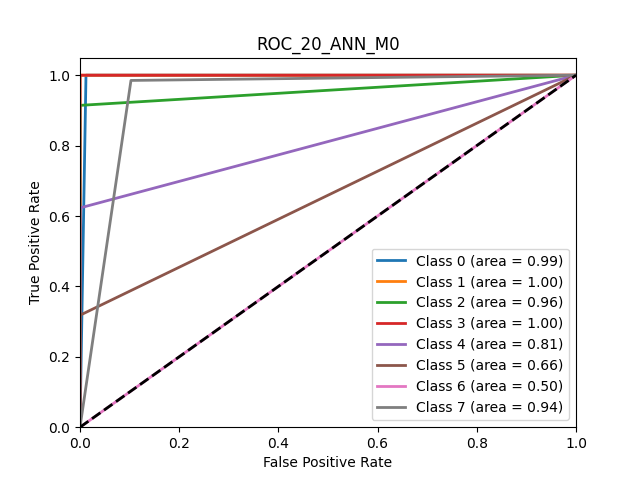 ROC_20_ANN_M0
True Positive Rate
1.0
0.8
0.6
0.4
0.2
0.0
Class 0 (area = 0.99)
Class 1 (area = 1.00)
Class 2 (area = 0.96)
Class 3 (area = 1.00)
Class 4 (area = 0.81)
Class 5 (area = 0.66)
Class 6 (area = 0.50)
Class 7 (area = 0.94)
0.0 0.2 0.4 0.6 0.8 1.0
False Positive Rate